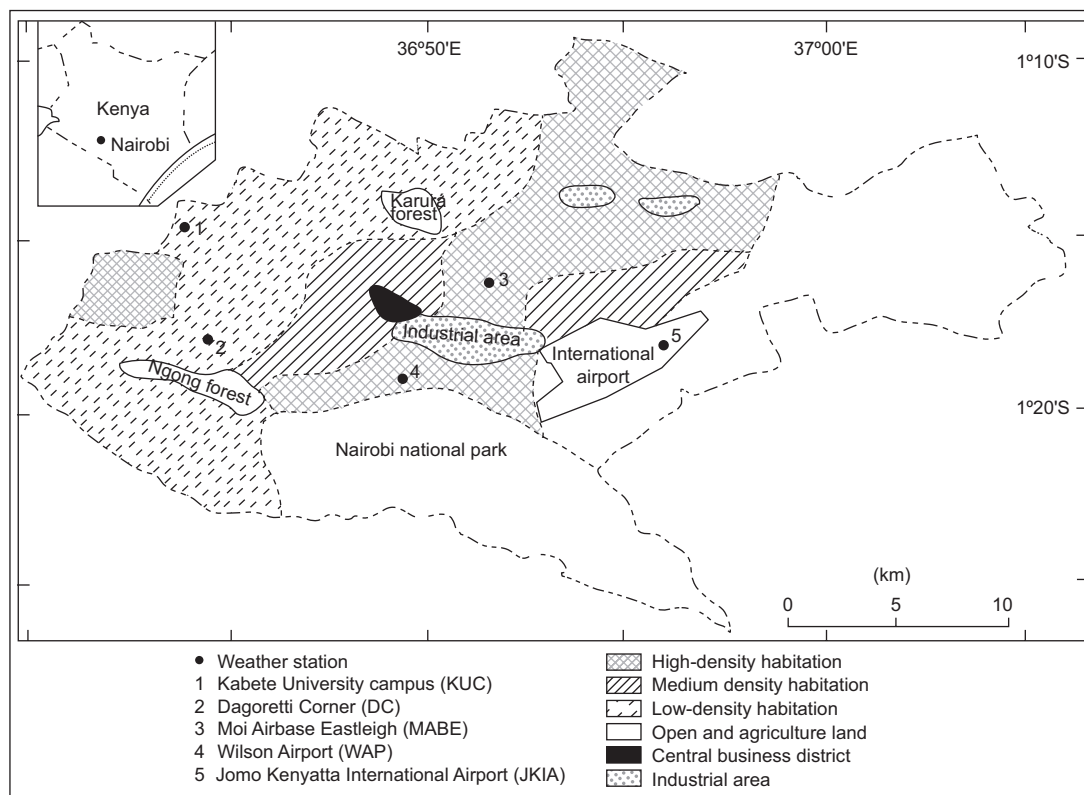 36°50'E
37°00'E
1°10'S
Kenya
Nairobi
Karura
forest
1
3
2
Industrial area
5
International
airport
Ngong forest
4
1°20'S
Nairobi national park
(km)
0 5 10
Weather station
1 Kabete University campus (KUC)
2 Dagoretti Corner (DC)
3 Moi Airbase Eastleigh (MABE)
4 Wilson Airport (WAP)
5 Jomo Kenyatta International Airport (JKIA)
High-density habitation
Medium density habitation
Low-density habitation
Open and agriculture land
Central business district
Industrial area